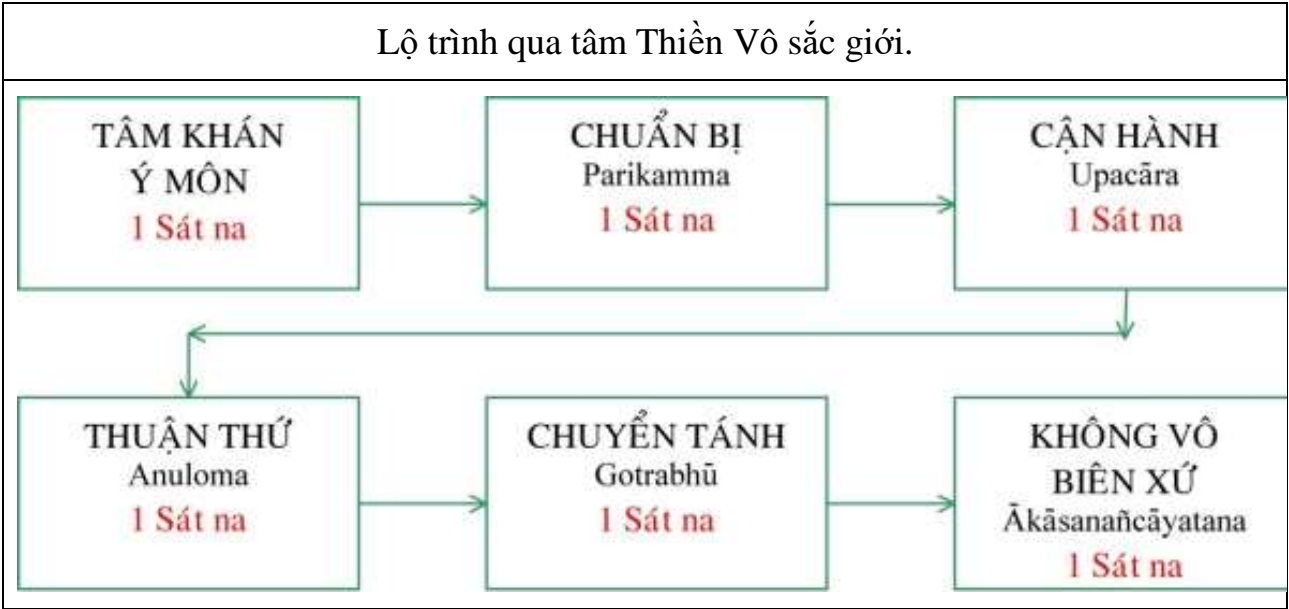 Lộ trình qua tâm Thiền Vô sắc giới.
TÂM KHÁN
Ý MÔN
1 Sát na
CHUẨN BỊ
Parikamma
1 Sát na
CẬN HÀNH
Upacāra
1 Sát na
THUẬN THỨ
Anuloma
1 Sát na
CHUYỂN TÁNH
Gotrabhū
1 Sát na
KHÔNG VÔ
BIÊN XỨ
Ākāsanañcāyatana
1 Sát na